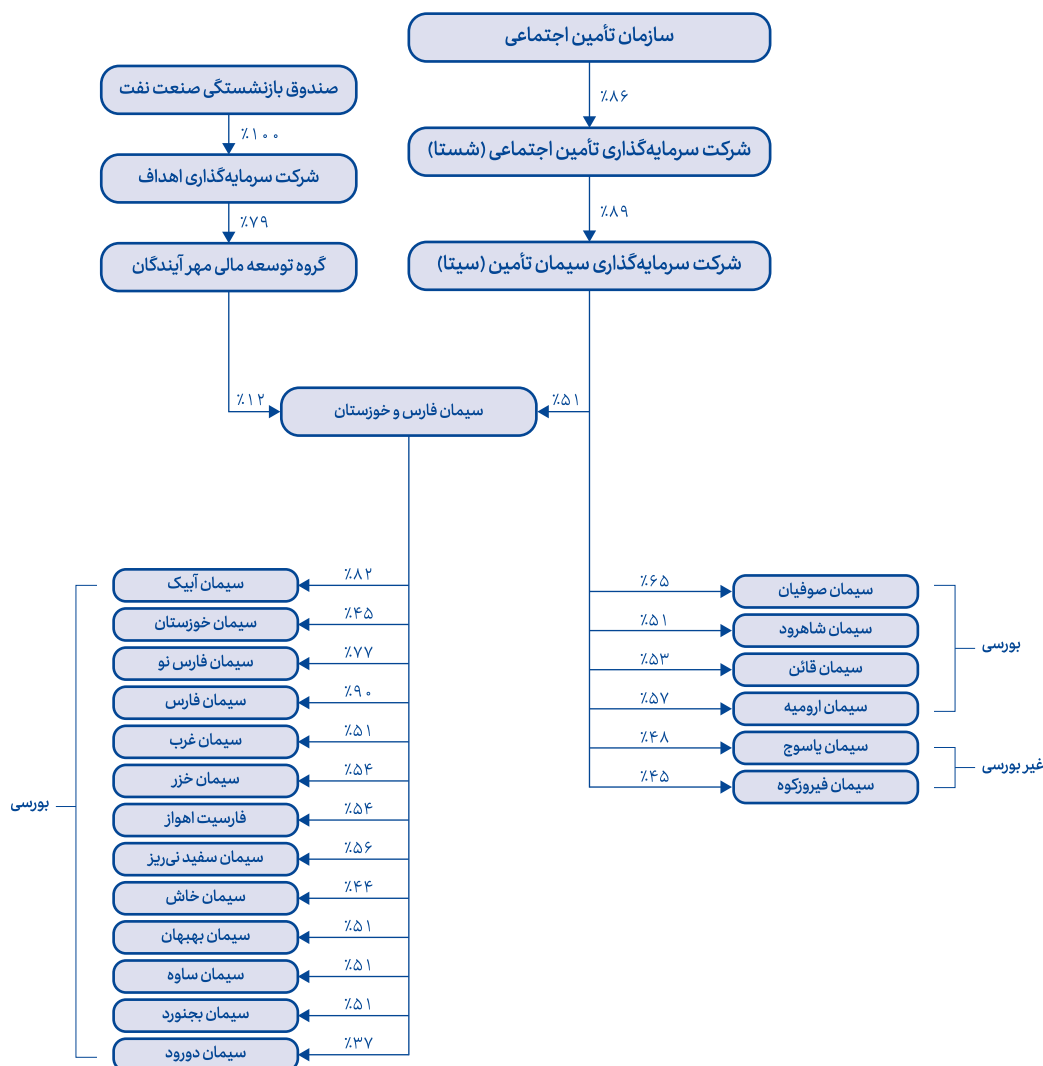 سازمان تأمین اجتماعی
٪۸۶
شرکت سرمایه‌گذاری تأمین اجتماعی (شستا)
٪۸۹
شرکت سرمایه‌گذاری سیمان تأمین (سیتا)
صندوق بازنشستگی صنعت نفت
٪۱۰۰
شرکت سرمایه‌گذاری اهداف
٪۷۹
گروه توسعه مالی مهر آیندگان
٪۵۱
٪۱۲
سیمان فارس و خوزستان
٪۶۵
سیمان صوفیان
٪۵۱
سیمان شاهرود
٪۵۳
سیمان قائن
٪۵۷
سیمان ارومیه
بورسی
٪۴۸
سیمان یاسوج
٪۴۵
سیمان فیروزکوه
غیر بورسی
٪۸۲
سیمان آبیک
٪۴۵
سیمان خوزستان
٪۷۷
سیمان فارس نو
٪۹۰
سیمان فارس
٪۵۱
سیمان غرب
٪۵۴
سیمان خزر
٪۵۴
فارسیت اهواز
٪۵۶
سیمان سفید نی‌ریز
٪۴۴
سیمان خاش
٪۵۱
سیمان بهبهان
٪۵۱
سیمان ساوه
٪۵۱
سیمان بجنورد
٪۳۷
سیمان دورود
بورسی